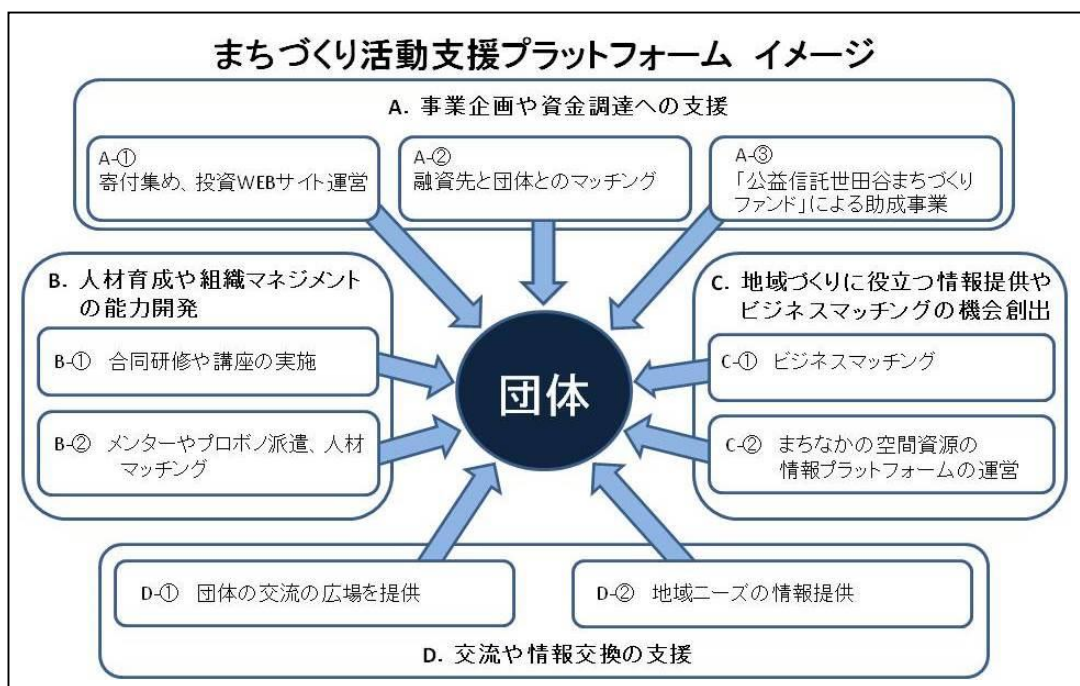 まちづくり活動支援プラットフォーム イメージ
A. 事業企画や資金調達への支援
A-①
寄付集め、投資WEBサイト運営
A-②
融資先と団体とのマッチング
A-③
「公益信託世田谷まちづくり
ファンド」による助成事業
B. 人材育成や組織マネジメント
の能力開発
B-① 合同研修や講座の実施
B-② メンターやプロボノ派遣、人材
マッチング
団体
C. 地域づくりに役立つ情報提供や
ビジネスマッチングの機会創出
C-① ビジネスマッチング
C-② まちなかの空間資源の
情報プラットフォームの運営
D-① 団体の交流の広場を提供
D-② 地域ニーズの情報提供
D. 交流や情報交換の支援